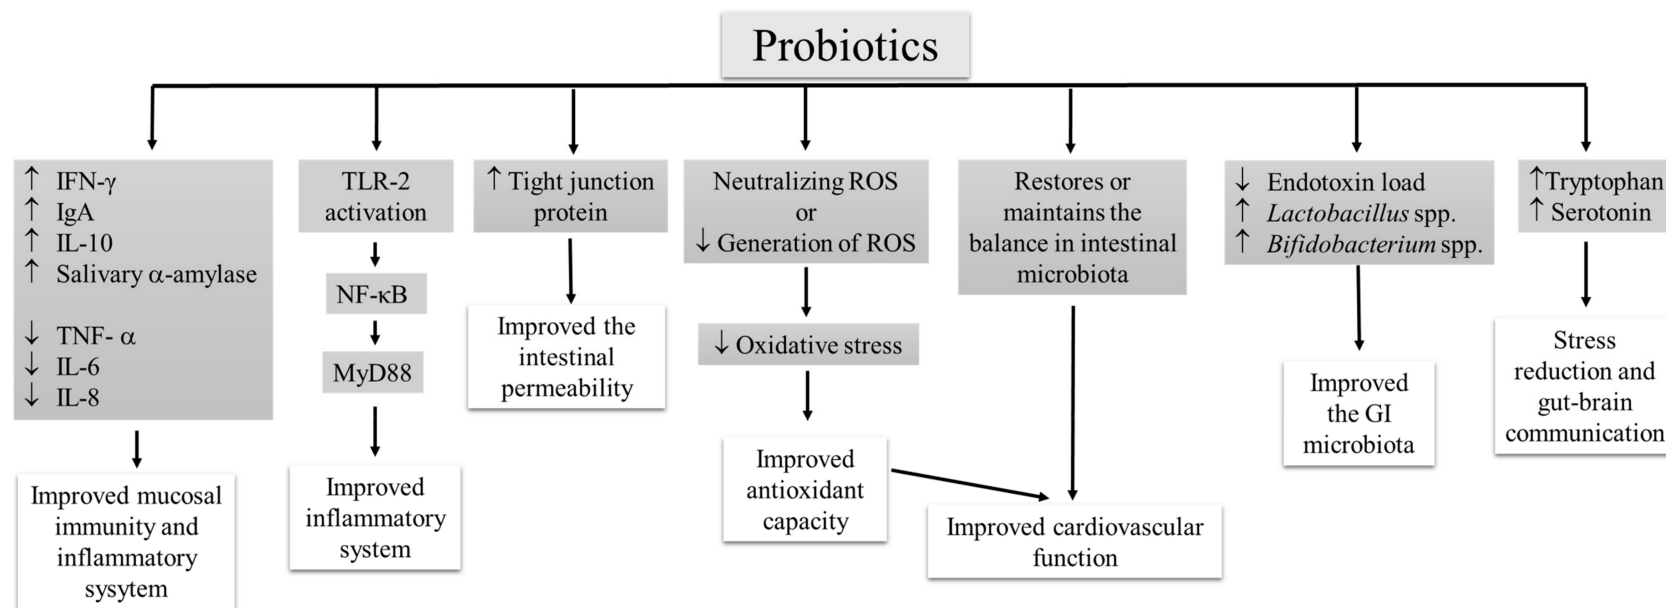 Probiotics
↑ IFN-γ
↑ IgA
↑ IL-10
↑ Salivary α-amylase
↓ TNF- α
↓ IL-6
↓ IL-8
Improved mucosal
immunity and
inflammatory
sysytem
TLR-2
activation
NF-κB
MyD88
Improved
inflammatory
system
↑ Tight junction
protein
Improved the
intestinal
permeability
Neutralizing ROS
or
↓ Generation of ROS
↓ Oxidative stress
Improved
antioxidant
capacity
Restores or
maintains the
balance in intestinal
microbiota
Improved cardiovascular
function
↓ Endotoxin load
↑ Lactobacillus spp.
↑ Bifidobacterium spp.
Improved
the GI
microbiota
↑Tryptophan
↑ Serotonin
Stress
reduction and
gut-brain
communication